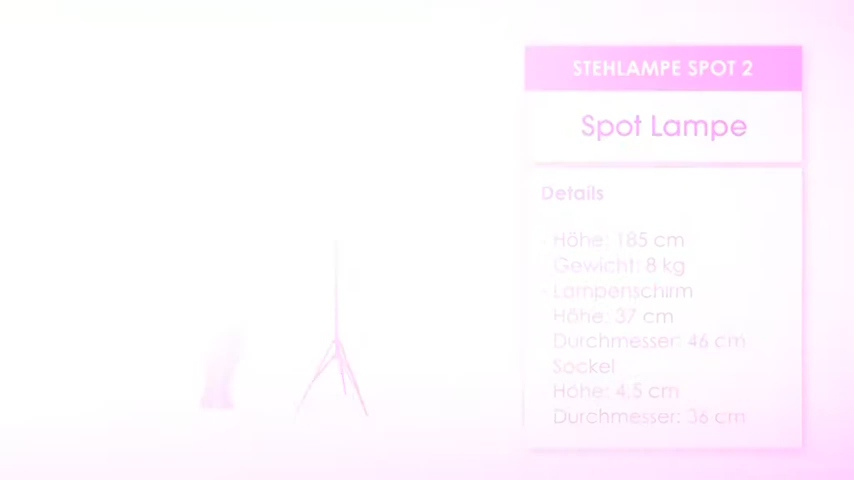 STEHLAMPE SPOT 2
Spot Lampe
Details
- Höhe: 185 cm
- Gewicht: 8 kg
- Lampenschirm
Höhe: 37 cm
Durchmesser: 46 cm
Sockel
Höhe: 4,5 cm
Durchmesser: 36 cm